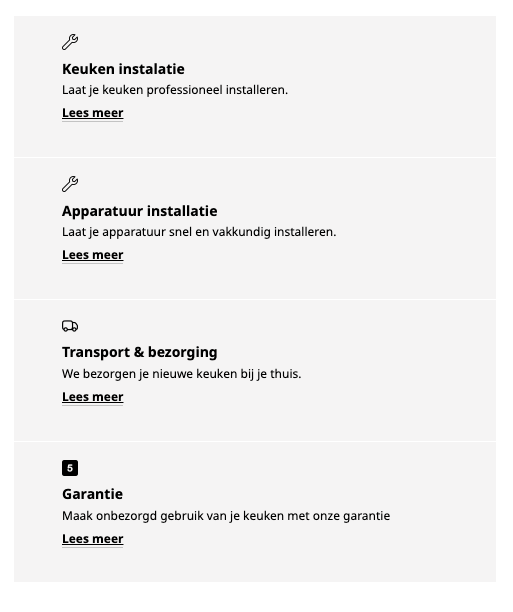 Keuken instalatie
Laat je keuken professioneel installeren.
Lees meer
Apparatuur installatie
Laat je apparatuur snel en vakkundig installeren.
Lees meer
Transport & bezorging
We bezorgen je nieuwe keuken bij je thuis.
Lees meer
5
Garantie
Maak onbezorgd gebruik van je keuken met onze garantie
Lees meer